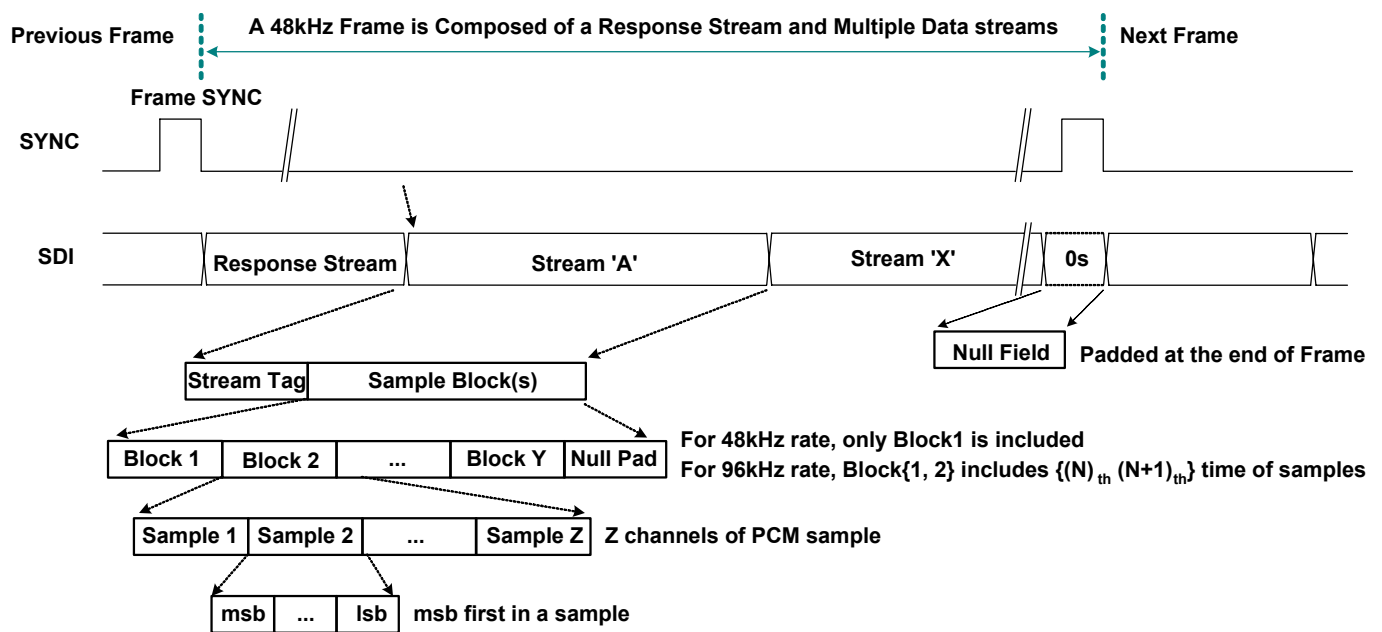 A 48kHz Frame is Composed of a Response Stream and Multiple Data streams
Previous Frame
Next Frame
Frame SYNC
SYNC
SDI
Response Stream
Stream 'A'
Stream 'X'
0s
Null Field
Padded at the end of Frame
Stream Tag
Sample Block(s)
Block 1
Block 2
...
Block Y
Null Pad
For 48kHz rate, only Block1 is included
For 96kHz rate, Block{1, 2} includes {(N)th (N+1)th} time of samples
Sample 1
Sample 2
...
Sample Z
Z channels of PCM sample
msb
...
lsb
msb first in a sample